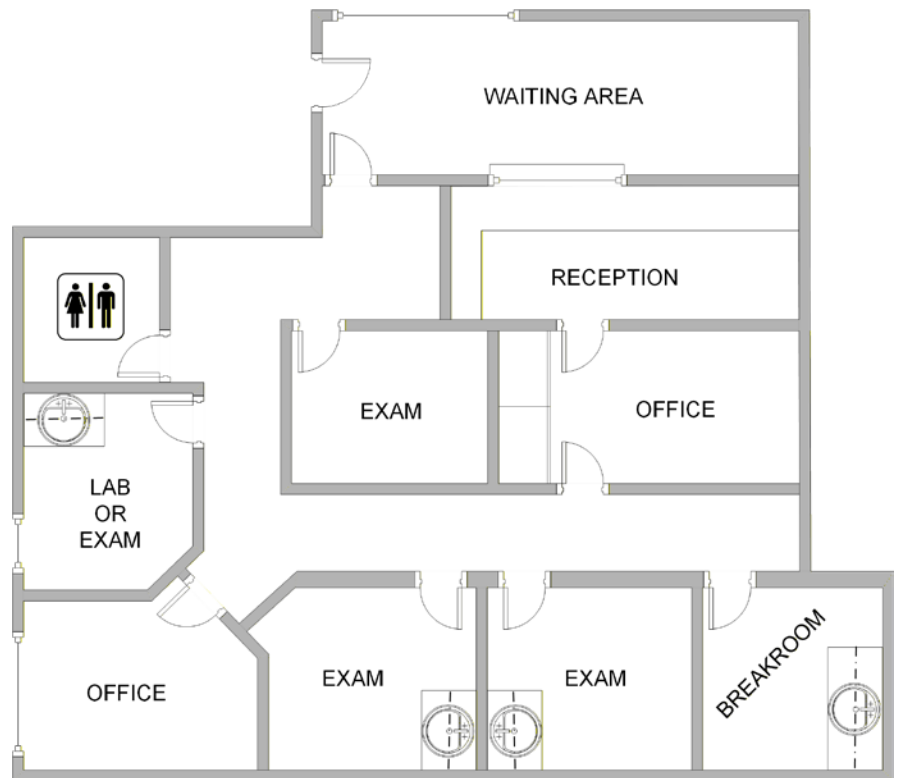 WAITING AREA
RECEPTION
EXAM
OFFICE
LAB
OR
EXAM
OFFICE
EXAM
EXAM
BREAKROOM